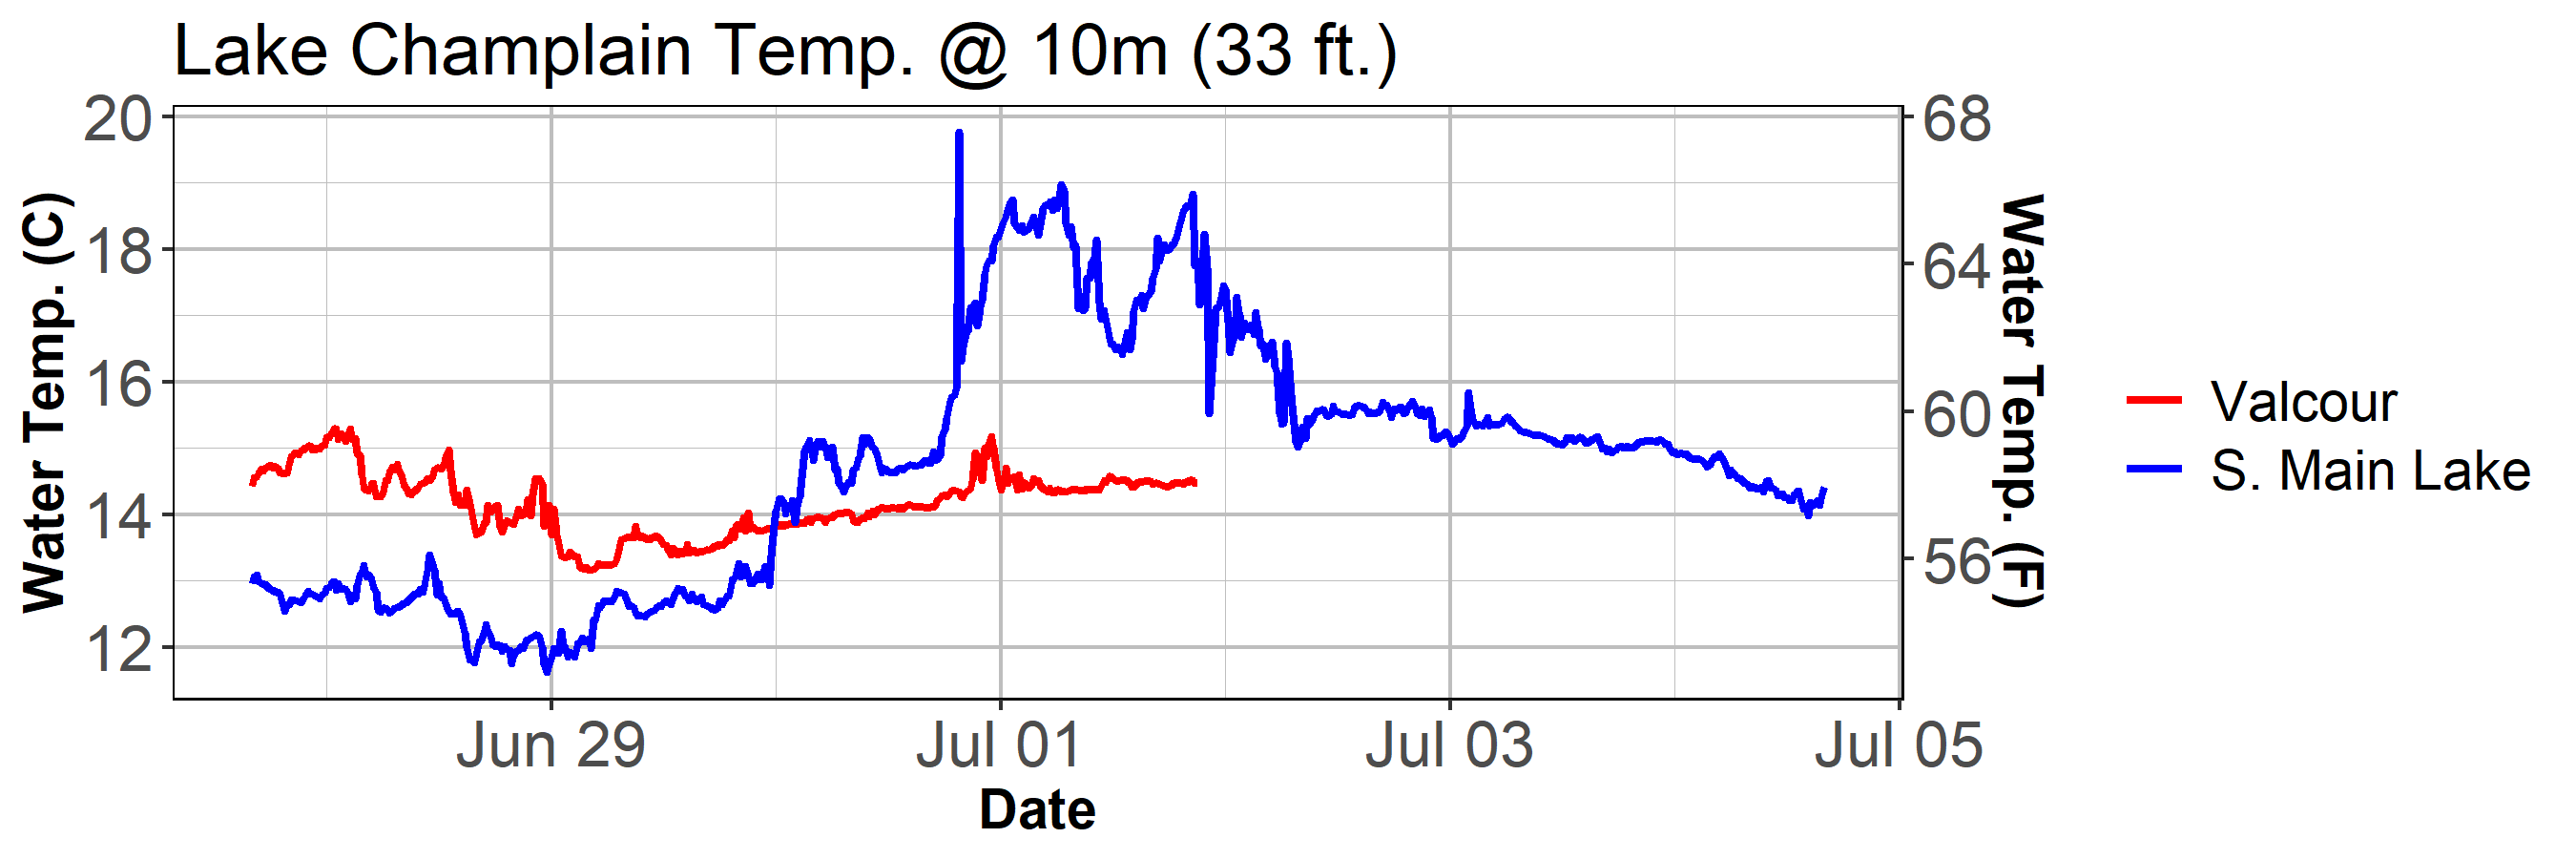 Lake Champlain Temp. @ 10m (33 ft.)
Water Temp. (C)
20
18
16
14
12
68
64
60
56
Water Temp. (F)
Jun 29
Jul 01
Jul 03
Jul 05
Date
Valcour
S. Main Lake